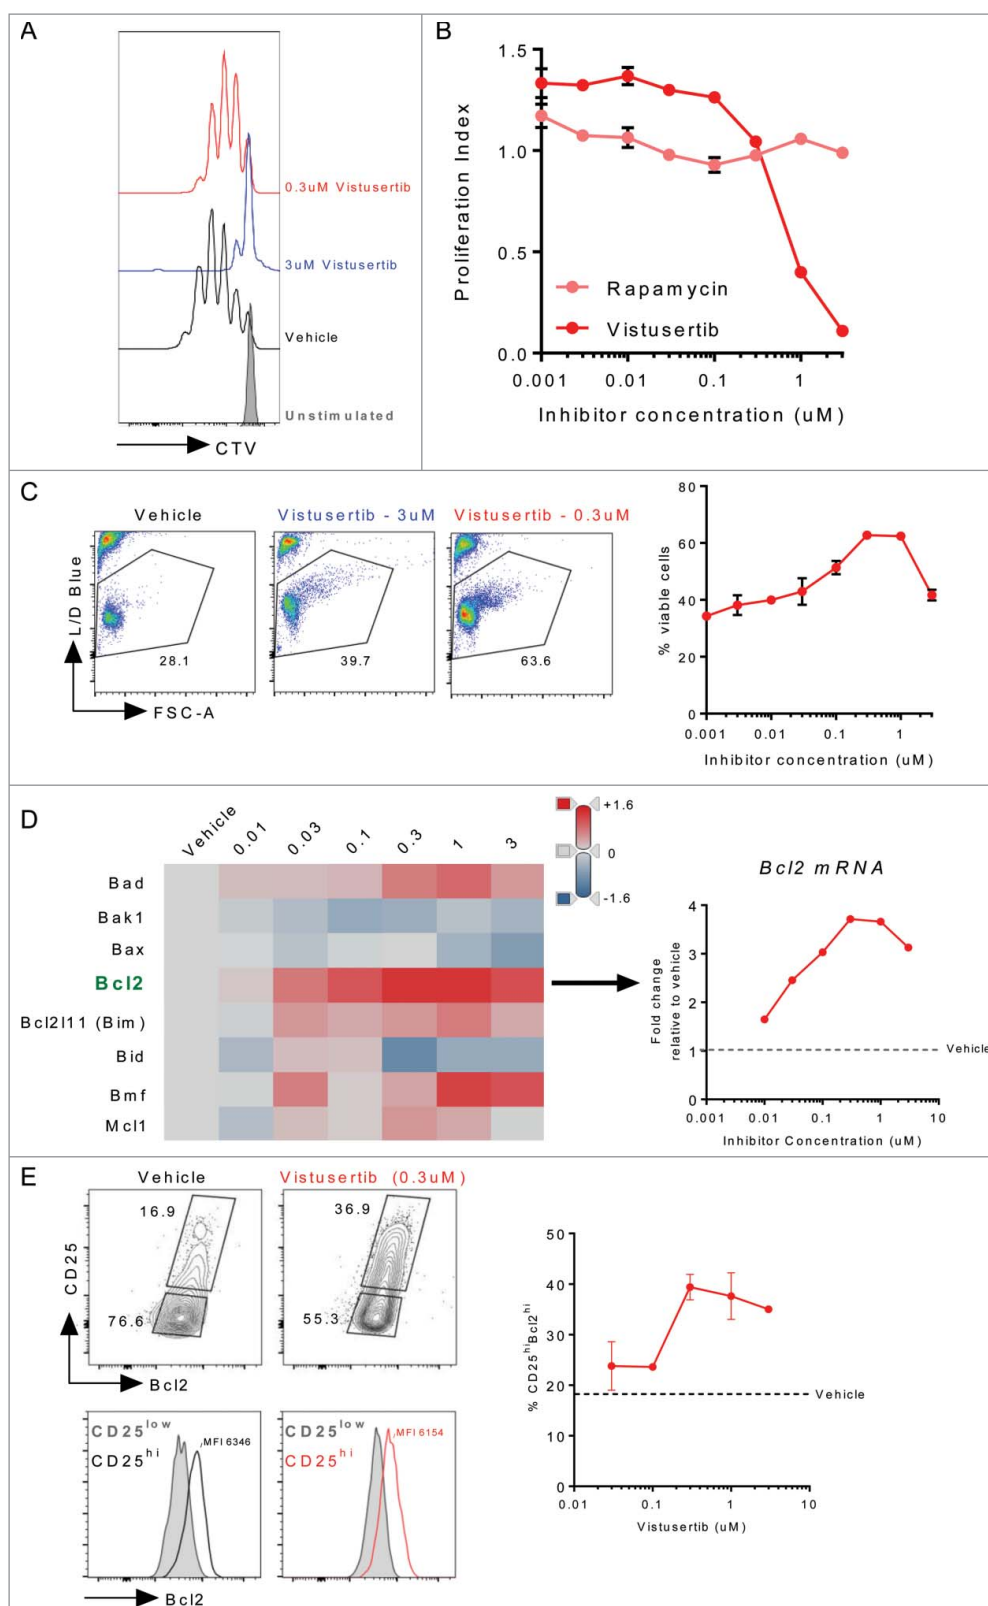 A
0.3uM Vistusertib
3uM Vistusertib
Vehicle
Unstimulated
CTV
B
Proliferation Index
1.5
1.0
0.5
0.0
Rapamycin
Vistusertib
0.001
0.01
0.1
1
Inhibitor concentration (uM)
C
Vehicle
Vistusertib - 3uM
Vistusertib - 0.3uM
L/D Blue
28.1
39.7
63.6
FSC-A
% viable cells
80
60
40
20
0
0.001
0.01
0.1
1
Inhibitor concentration (uM)
D
Vehicle
0.01
0.03
0.1
0.3
1
3
+1.6
0
-1.6
Bad
Bak1
Bax
Bcl2
Bcl2l11 (Bim)
Bid
Bmf
Mcl1
Bcl2 mRNA
Fold change
relative to vehicle
4
3
2
1
0
Vehicle
0.001
0.01
0.1
1
10
Inhibitor Concentration (uM)
E
Vehicle
Vistusertib (0.3uM)
CD25
16.9
76.6
36.9
55.3
Bcl2
CD25low
CD25hi
MFI 6346
CD25low
CD25hi
MFI 6154
Bcl2
% CD25hiBcl2hi
50
40
30
20
10
0
Vehicle
0.01
0.1
1
10
Vistusertib (uM)